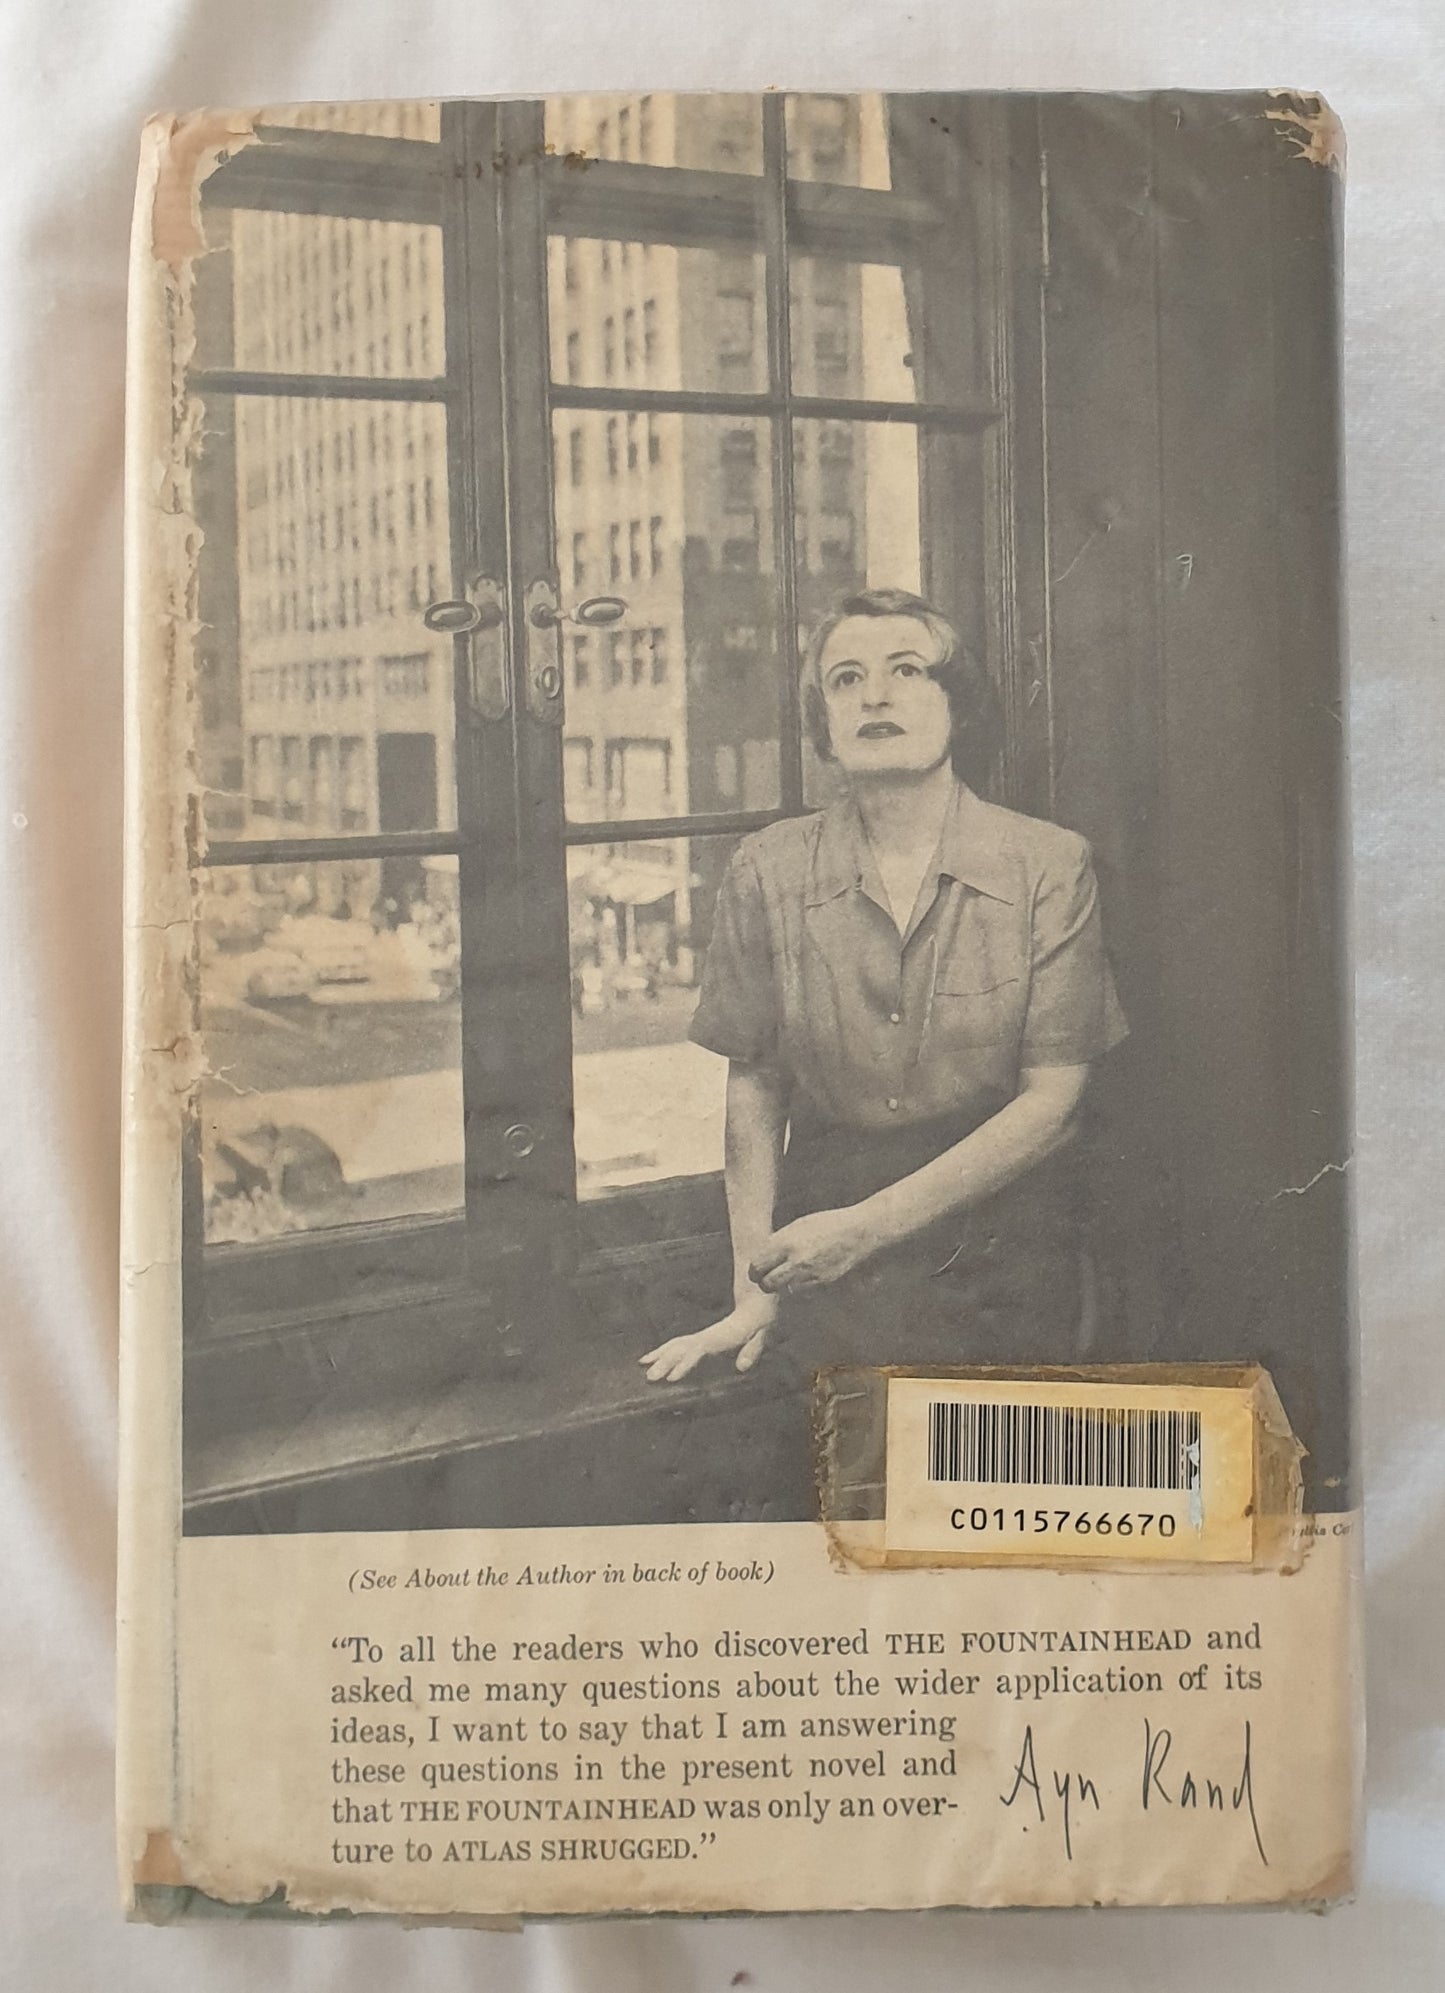 C0115766670
(See About the Author in back of book)
“To all the readers who discovered THE FOUNTAINHEAD and
asked me many questions about the wider application of its
ideas, I want to say that I am answering
these questions in the present novel and
that THE FOUNTAINHEAD was only an over-
ture to ATLAS SHRUGGED.”
Ayn Rand